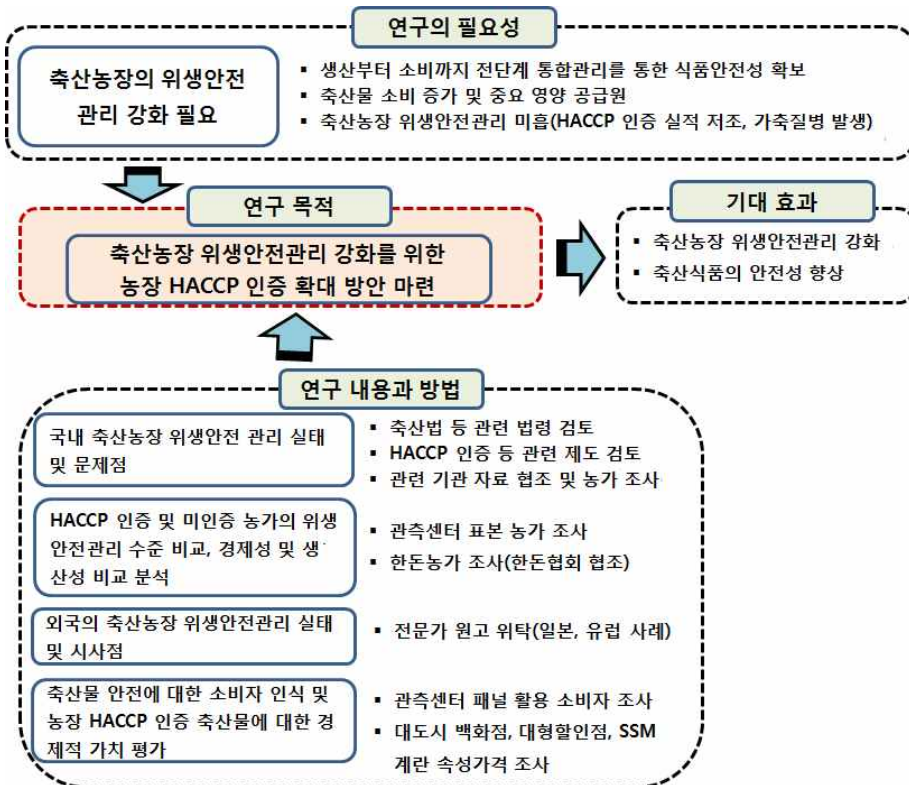 연구의 필요성
축산농장의 위생안전
관리 강화 필요
▪ 생산부터 소비까지 전단계 통합관리를 통한 식품안전성 확보
▪ 축산물 소비 증가 및 중요 영양 공급원
▪ 축산농장 위생안전관리 미흡(HACCP 인증 실적 저조, 가축질병 발생)
연구 목적
축산농장 위생안전관리 강화를 위한
농장 HACCP 인증 확대 방안 마련
기대 효과
▪ 축산농장 위생안전관리 강화
▪ 축산식품의 안전성 향상
연구 내용과 방법
국내 축산농장 위생안전 관리 실태
및 문제점
▪ 축산법 등 관련 법령 검토
▪ HACCP 인증 등 관련 제도 검토
▪ 관련 기관 자료 협조 및 농가 조사
HACCP 인증 및 미인증 농가의 위생
안전관리 수준 비교, 경제성 및 생
산성 비교 분석
▪ 관측센터 표본 농가 조사
▪ 한돈농가 조사(한돈협회 협조)
외국의 축산농장 위생안전관리 실태
및 시사점
▪ 전문가 원고 위탁(일본, 유럽 사례)
축산물 안전에 대한 소비자 인식 및
농장 HACCP 인증 축산물에 대한 경
제적 가치 평가
▪ 관측센터 패널 활용 소비자 조사
▪ 대도시 백화점, 대형할인점, SSM
계란 속성가격 조사